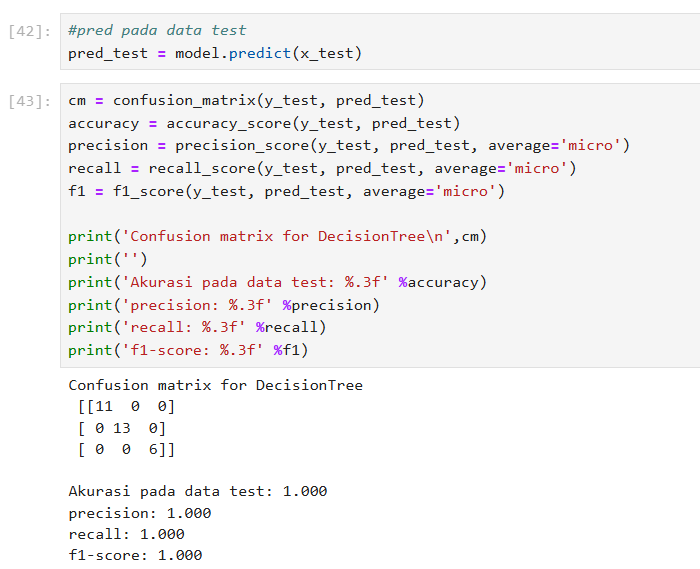 [42]: #pred pada data test
pred_test = model.predict(x_test)
[43]: cm = confusion_matrix(y_test, pred_test)
accuracy = accuracy_score(y_test, pred_test)
precision = precision_score(y_test, pred_test, average='micro')
recall = recall_score(y_test, pred_test, average='micro')
f1 = f1_score(y_test, pred_test, average='micro')
print('Confusion matrix for DecisionTree\n',cm)
print('')
print('Akurasi pada data test: %.3f' %accuracy)
print('precision: %.3f' %precision)
print('recall: %.3f' %recall)
print('f1-score: %.3f' %f1)
Confusion matrix for DecisionTree
[[11 0 0]
[ 0 13 0]
[ 0 0 6]]
Akurasi pada data test: 1.000
precision: 1.000
recall: 1.000
f1-score: 1.000